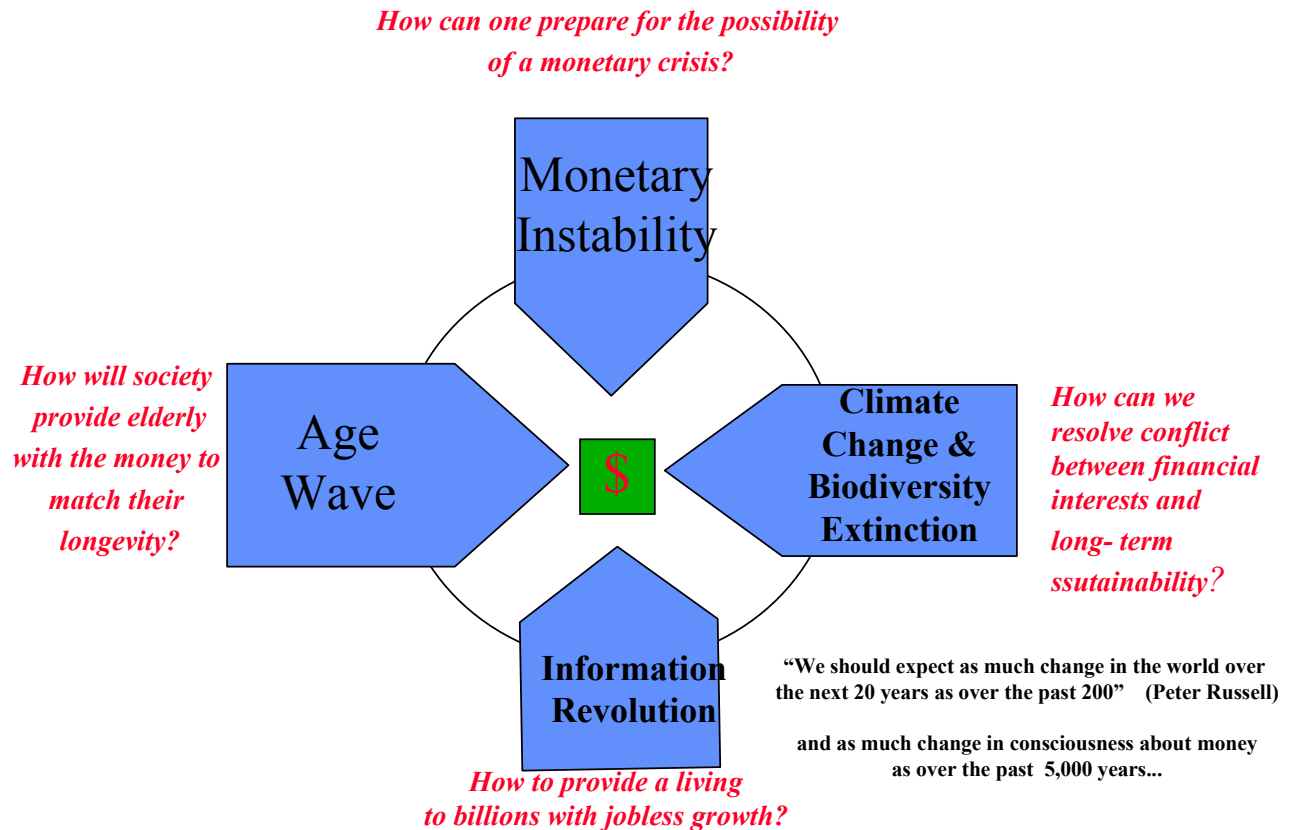 How can one prepare for the possibility
of a monetary crisis?
Monetary
Instability
How will society
provide elderly
with the money to
match their
longevity?
Age
Wave
$
Climate
Change &
Biodiversity
Extinction
How can we
resolve conflict
between financial
interests and
long- term
ssutainability?
Information
Revolution
“We should expect as much change in the world over
the next 20 years as over the past 200” (Peter Russell)
and as much change in consciousness about money
as over the past 5,000 years...
How to provide a living
to billions with jobless growth?